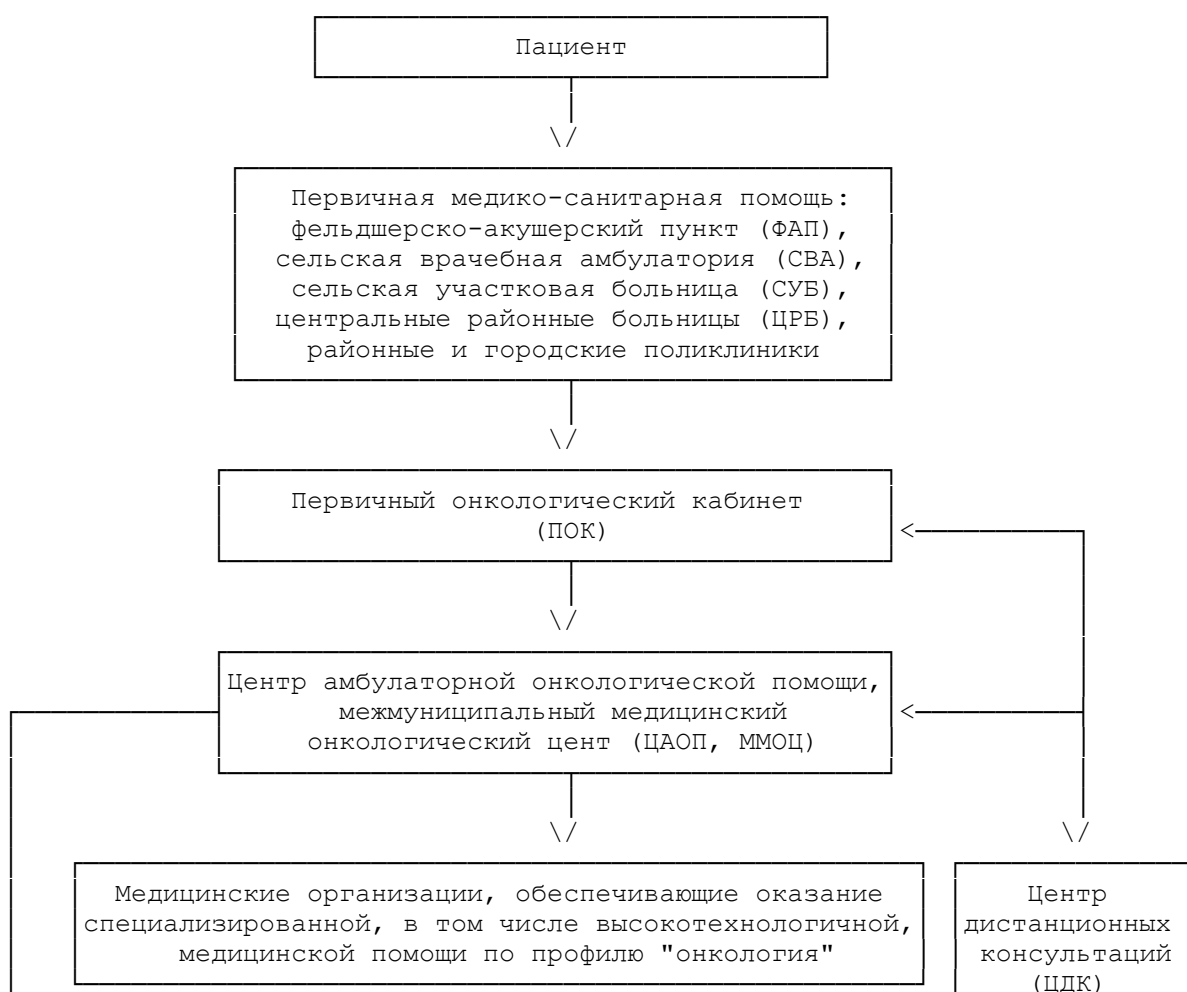 Пациент
Первичная медико-санитарная помощь:
фельдшерско-акушерский пункт (ФАП),
сельская врачебная амбулатория (СВА),
сельская участковая больница (СУБ),
центральные районные больницы (ЦРБ),
районные и городские поликлиники
Первичный онкологический кабинет
(ПОК)
Центр амбулаторной онкологической помощи,
межмуниципальный медицинский
онкологический цент (ЦАОП, ММОЦ)
Медицинские организации, обеспечивающие оказание
специализированной, в том числе высокотехнологичной,
медицинской помощи по профилю "онкология"
Центр
дистанционных
консультаций
(ЦДК)